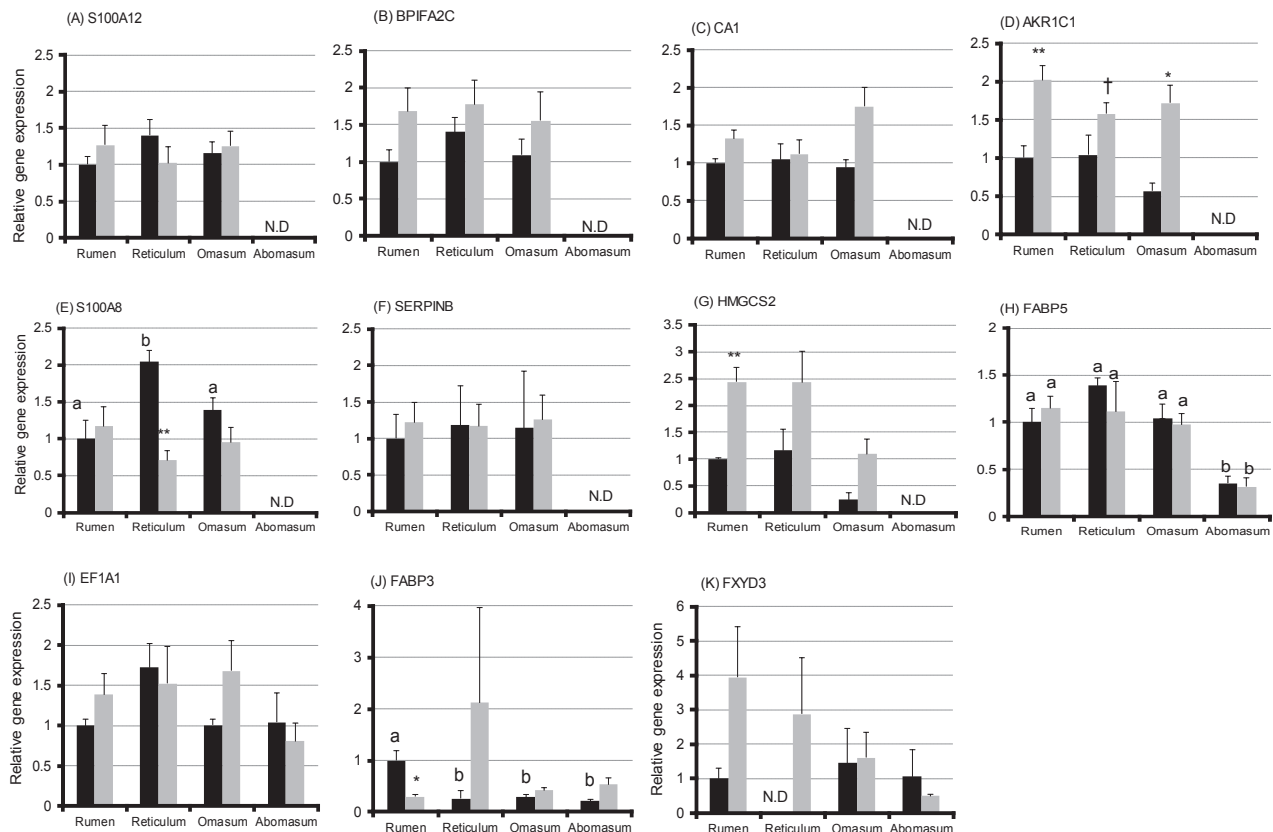 (A) S100A12
(B) BPIFA2C
(C) CA1
(D) AKR1C1
Relative gene expression
2.5
2
1.5
1
0.5
0
N.D
Rumen Reticulum Omasum Abomasum
2.5
2
1.5
1
0.5
0
N.D
Rumen Reticulum Omasum Abomasum
2.5
2
1.5
1
0.5
0
N.D
Rumen Reticulum Omasum Abomasum
2.5
2
1.5
1
0.5
0
** † *
N.D
Rumen Reticulum Omasum Abomasum
(E) S100A8
(F) SERPINB
(G) HMGCS2
(H) FABP5
Relative gene expression
2.5
2
1.5
1
0.5
0
a b ** a
N.D
Rumen Reticulum Omasum Abomasum
2.5
2
1.5
1
0.5
0
N.D
Rumen Reticulum Omasum Abomasum
3.5
3
2.5
2
1.5
1
0.5
0
**
N.D
Rumen Reticulum Omasum Abomasum
2
1.5
1
0.5
0
a a a a a a b b
Rumen Reticulum Omasum Abomasum
(I) EF1A1
(J) FABP3
(K) FXYD3
Relative gene expression
2.5
2
1.5
1
0.5
0
Rumen Reticulum Omasum Abomasum
4
3
2
1
0
a * b b b
Rumen Reticulum Omasum Abomasum
Relative gene expression
6
5
4
3
2
1
0
N.D
Rumen Reticulum Omasum Abomasum